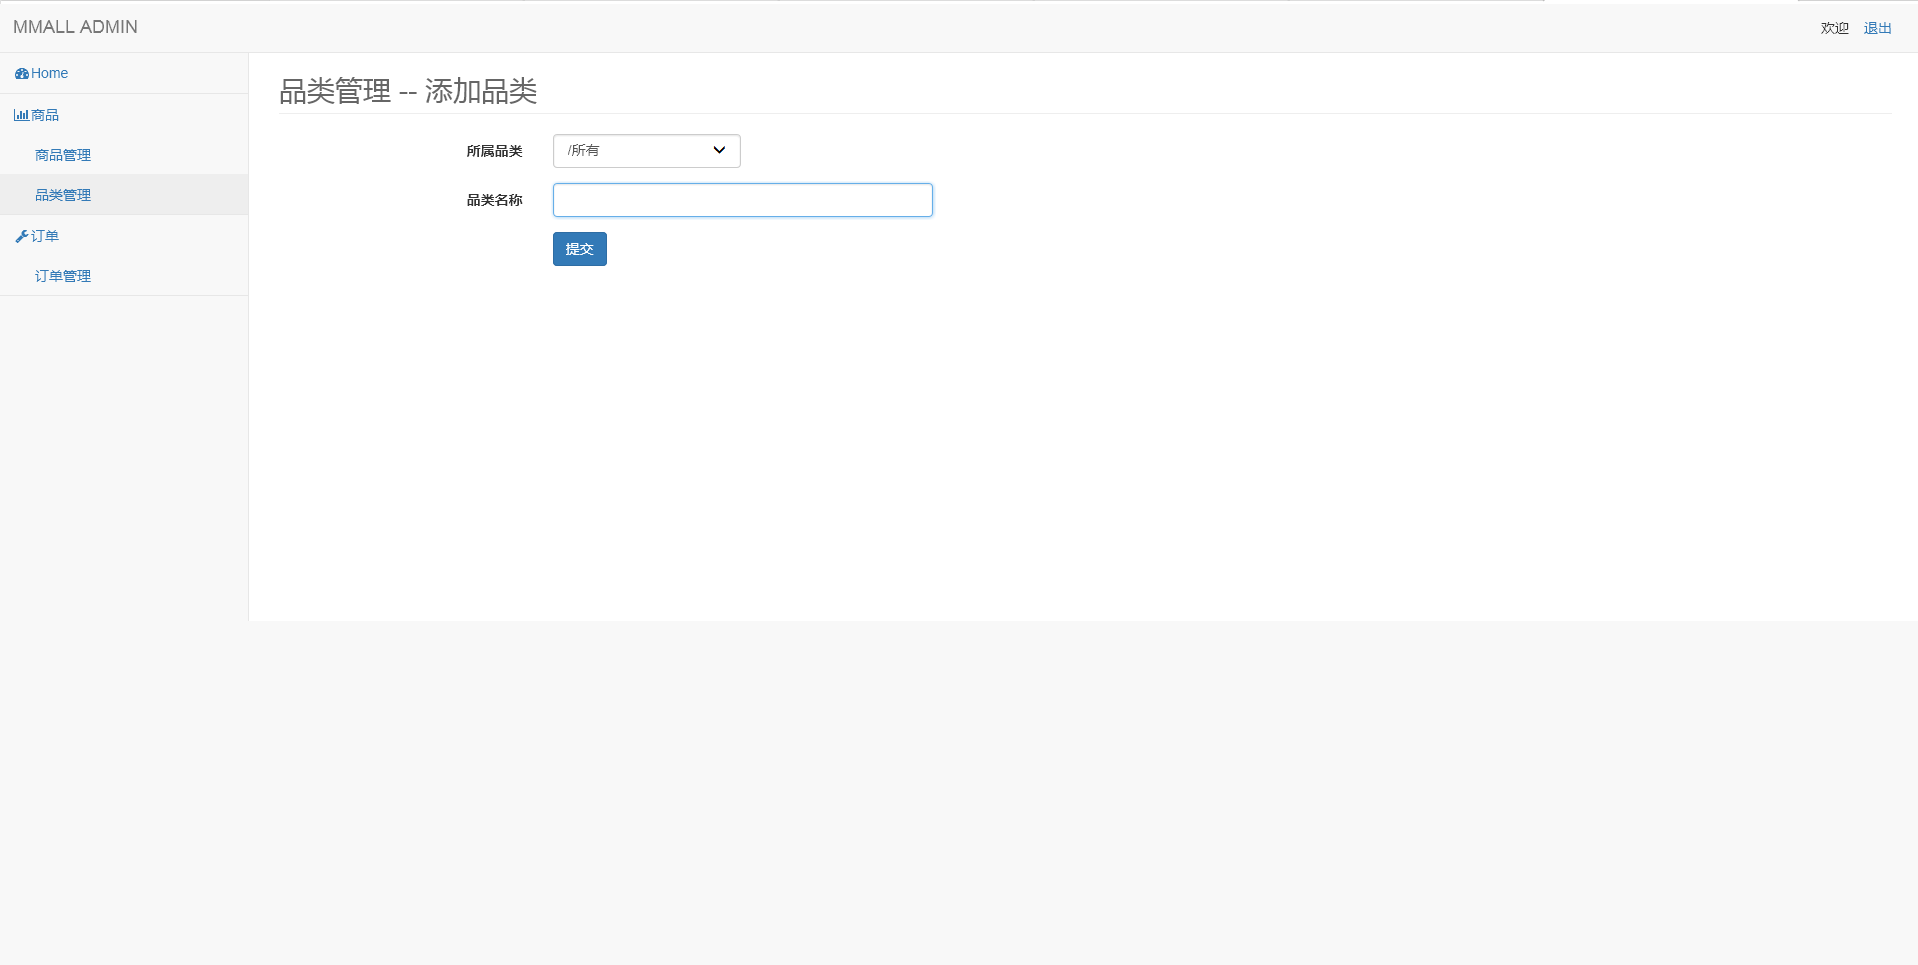 MMALL ADMIN
欢迎 退出
Home
商品
商品管理
品类管理
订单
订单管理
品类管理 -- 添加品类
所属品类 /所有
品类名称
提交